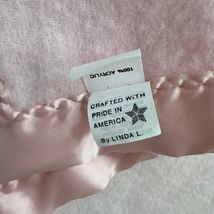 100% ACRYLIC
CRAFTED WITH
PRIDE IN
AMERICA
By LINDA L.